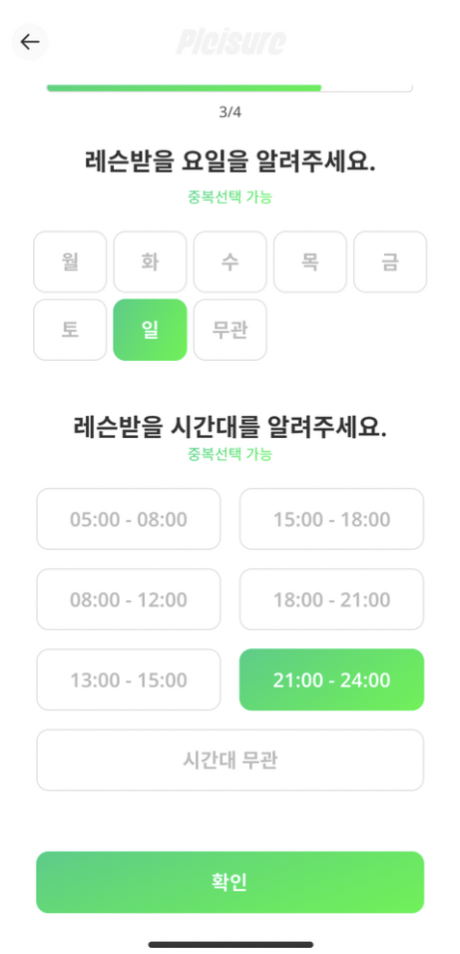 Pleisure
3/4
레슨받을 요일을 알려주세요.
중복선택 가능
월 화 수 목 금
토 일 무관
레슨받을 시간대를 알려주세요.
중복선택 가능
05:00 - 08:00 15:00 - 18:00
08:00 - 12:00 18:00 - 21:00
13:00 - 15:00 21:00 - 24:00
시간대 무관
확인